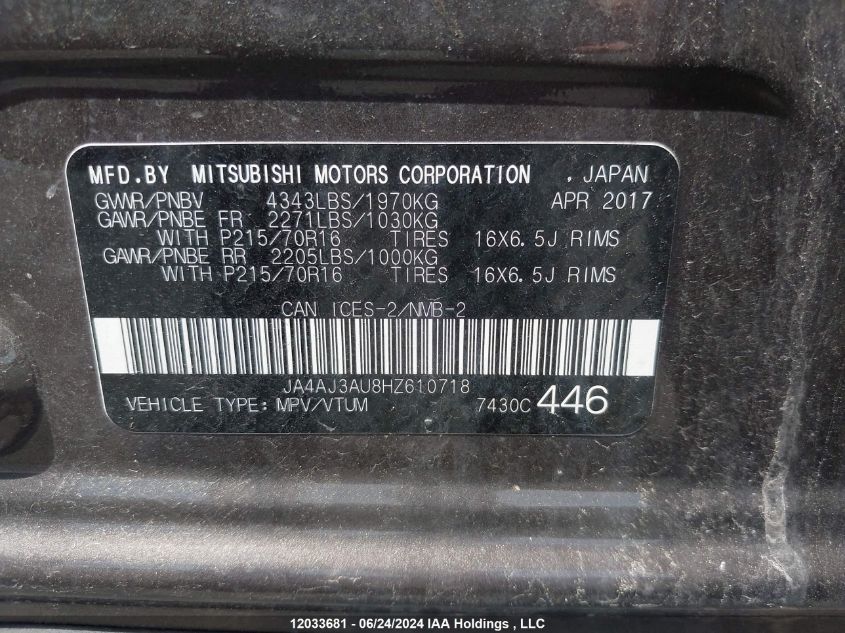 MFD.BY MITSUBISHI MOTORS CORPORATION , JAPAN
GVWR/PNBV 4343LBS/1970KG APR 2017
GAWR/PNBE FR 2271LBS/1030KG
WITH P215/70R16 TIRES 16X6.5J RIMS
GAWR/PNBE RR 2205LBS/1000KG
WITH P215/70R16 TIRES 16X6.5J RIMS
CAN ICES-2/NMB-2
JA4AJ3AU8HZ610718
VEHICLE TYPE: MPV/VTUM 7430C 446
12033681 - 06/24/2024 IAA Holdings , LLC